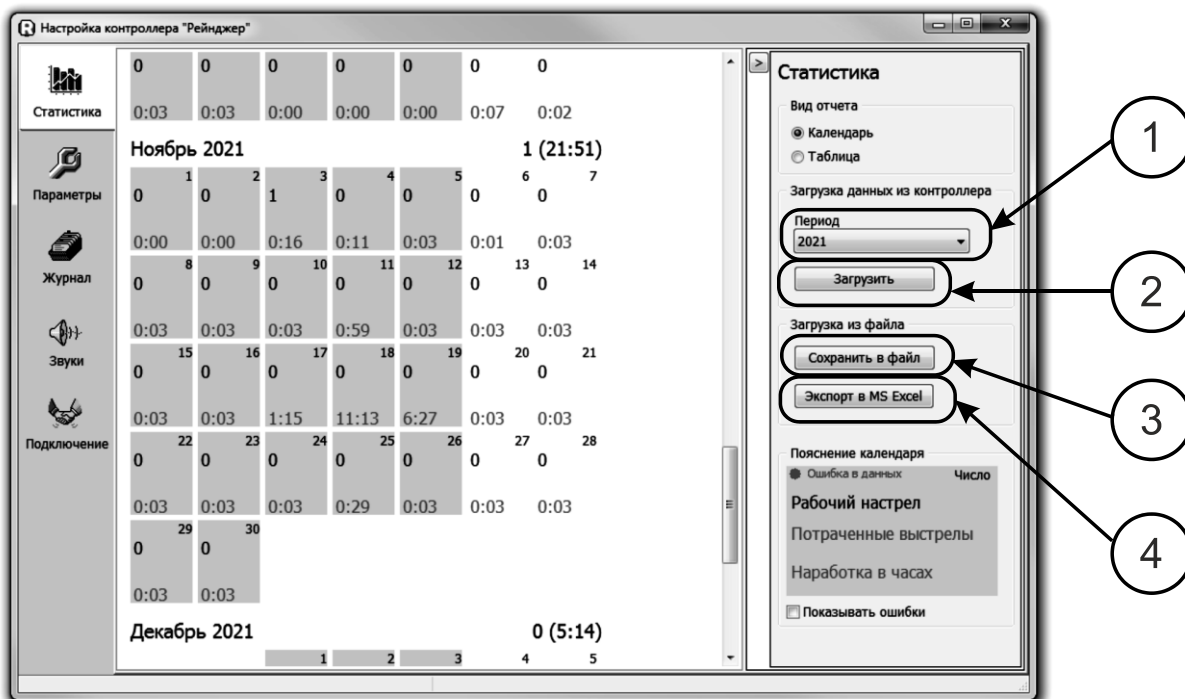 Настройка контроллера "Рейнджер"
Статистика
Параметры
Журнал
Звуки
Подключение
0 0 0 0 0 0 0
0:03 0:03 0:00 0:00 0:00 0:07 0:02
Ноябрь 2021 1 (21:51)
1 2 3 4 5 6 7
0 0 1 0 0 0 0
0:00 0:00 0:16 0:11 0:03 0:01 0:03
8 9 10 11 12 13 14
0 0 0 0 0 0 0
0:03 0:03 0:03 0:59 0:03 0:03 0:03
15 16 17 18 19 20 21
0 0 0 0 0 0 0
0:03 0:03 1:15 11:13 6:27 0:03 0:03
22 23 24 25 26 27 28
0 0 0 0 0 0 0
0:03 0:03 0:03 0:29 0:03 0:03 0:03
29 30
0 0
0:03 0:03
Декабрь 2021 0 (5:14)
1 2 3 4 5
Статистика
Вид отчета
Календарь
Таблица
Загрузка данных из контроллера
Период
2021
Загрузить
Загрузка из файла
Сохранить в файл
Экспорт в MS Excel
Пояснение календаря
Ошибка в данных Число
Рабочий настрел
Потраченные выстрелы
Наработка в часах
Показывать ошибки
1
2
3
4